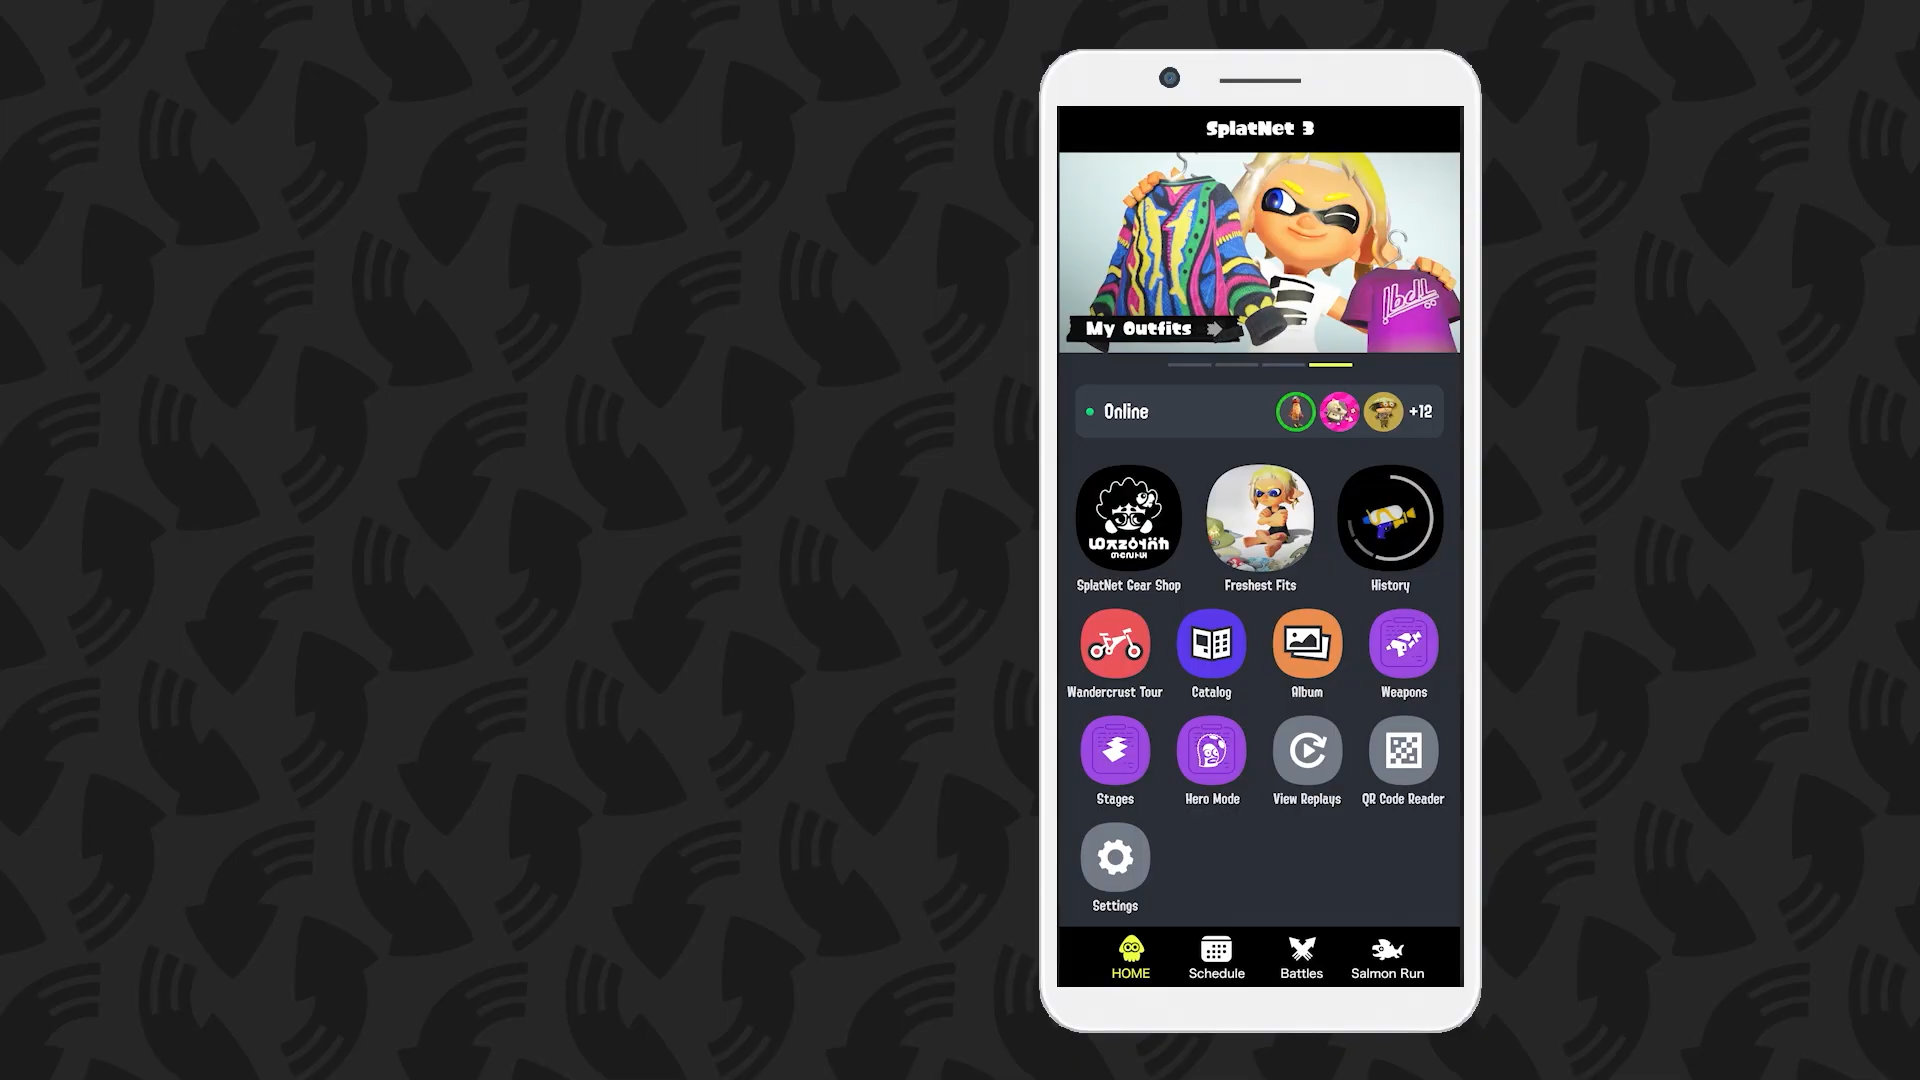 SplatNet 3
My Outfits
Online
+12
SplatNet Gear Shop
Freshest Fits
History
Wandercrust Tour
Catalog
Album
Weapons
Stages
Hero Mode
View Replays
QR Code Reader
Settings
HOME
Schedule
Battles
Salmon Run